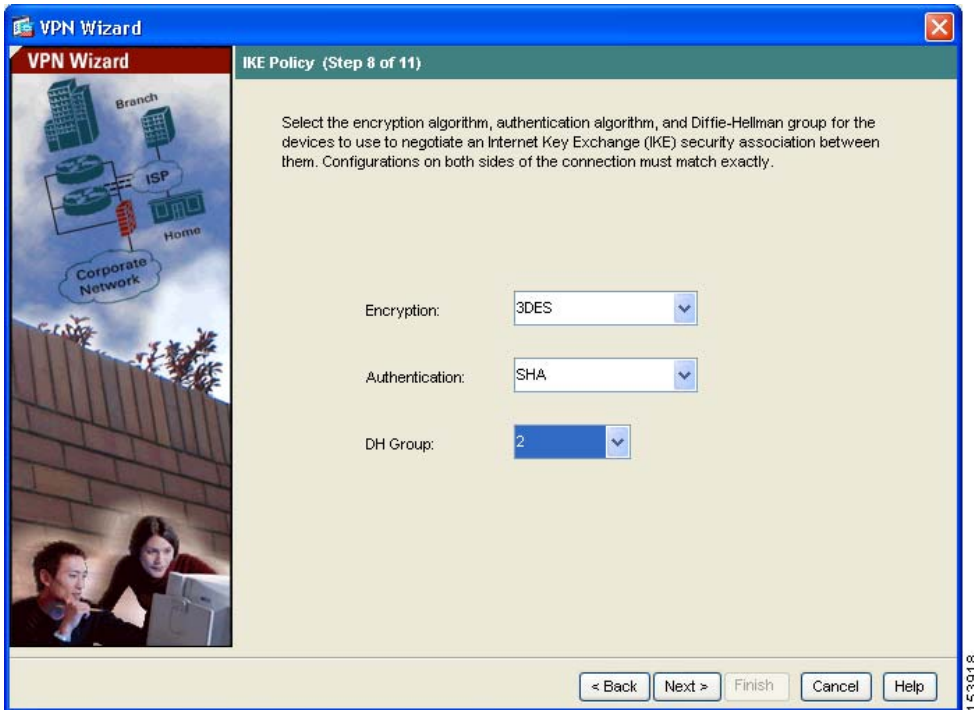 VPN Wizard
VPN Wizard
IKE Policy (Step 8 of 11)
Branch
ISP
Home
Corporate
Network
Select the encryption algorithm, authentication algorithm, and Diffie-Hellman group for the
devices to use to negotiate an Internet Key Exchange (IKE) security association between
them. Configurations on both sides of the connection must match exactly.
Encryption: 3DES
Authentication: SHA
DH Group: 2
< Back Next > Finish Cancel Help
153918